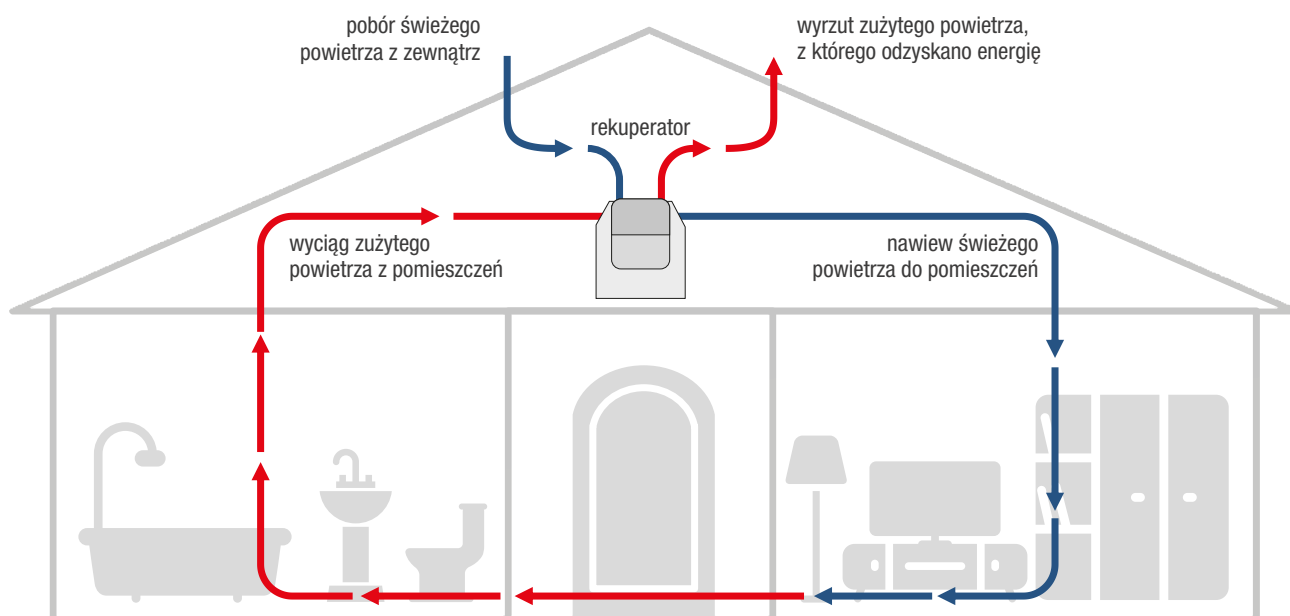 pobór świeżego
powietrza z zewnątrz
wyrzut zużytego powietrza,
z którego odzyskano energię
rekuperator
wyciąg zużytego
powietrza z pomieszczeń
nawiew świeżego
powietrza do pomieszczeń